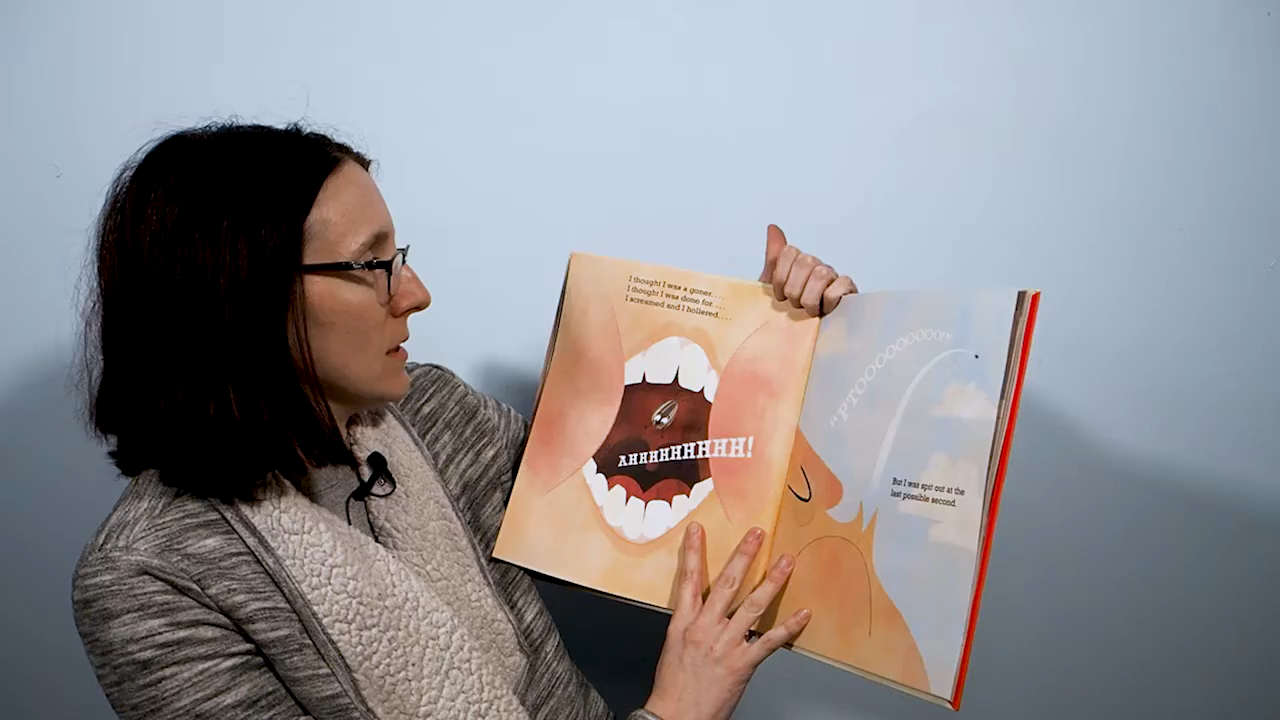 I thought I was a goner....
I thought I was done for....
I screamed and I hollered....
AHHHHHHHHH!
"PTOOOOOOOOO!"
But I was spit out at the
last possible second.